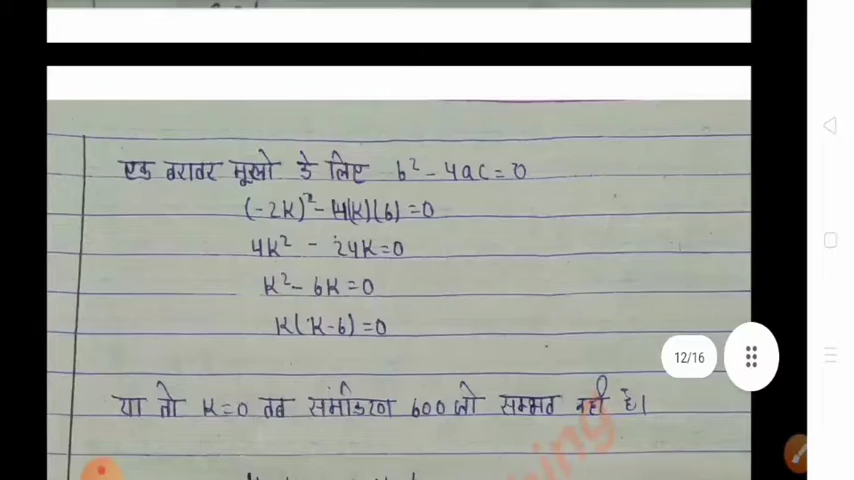 एक बराबर मूलो के लिए b² - 4ac = 0
(-2K)² - 4(K)(6) = 0
4K² - 24K = 0
K² - 6K = 0
K(K-6) = 0
12/16
या तो K=0 तब समीकरण 600 जो सम्भव नहीं है।